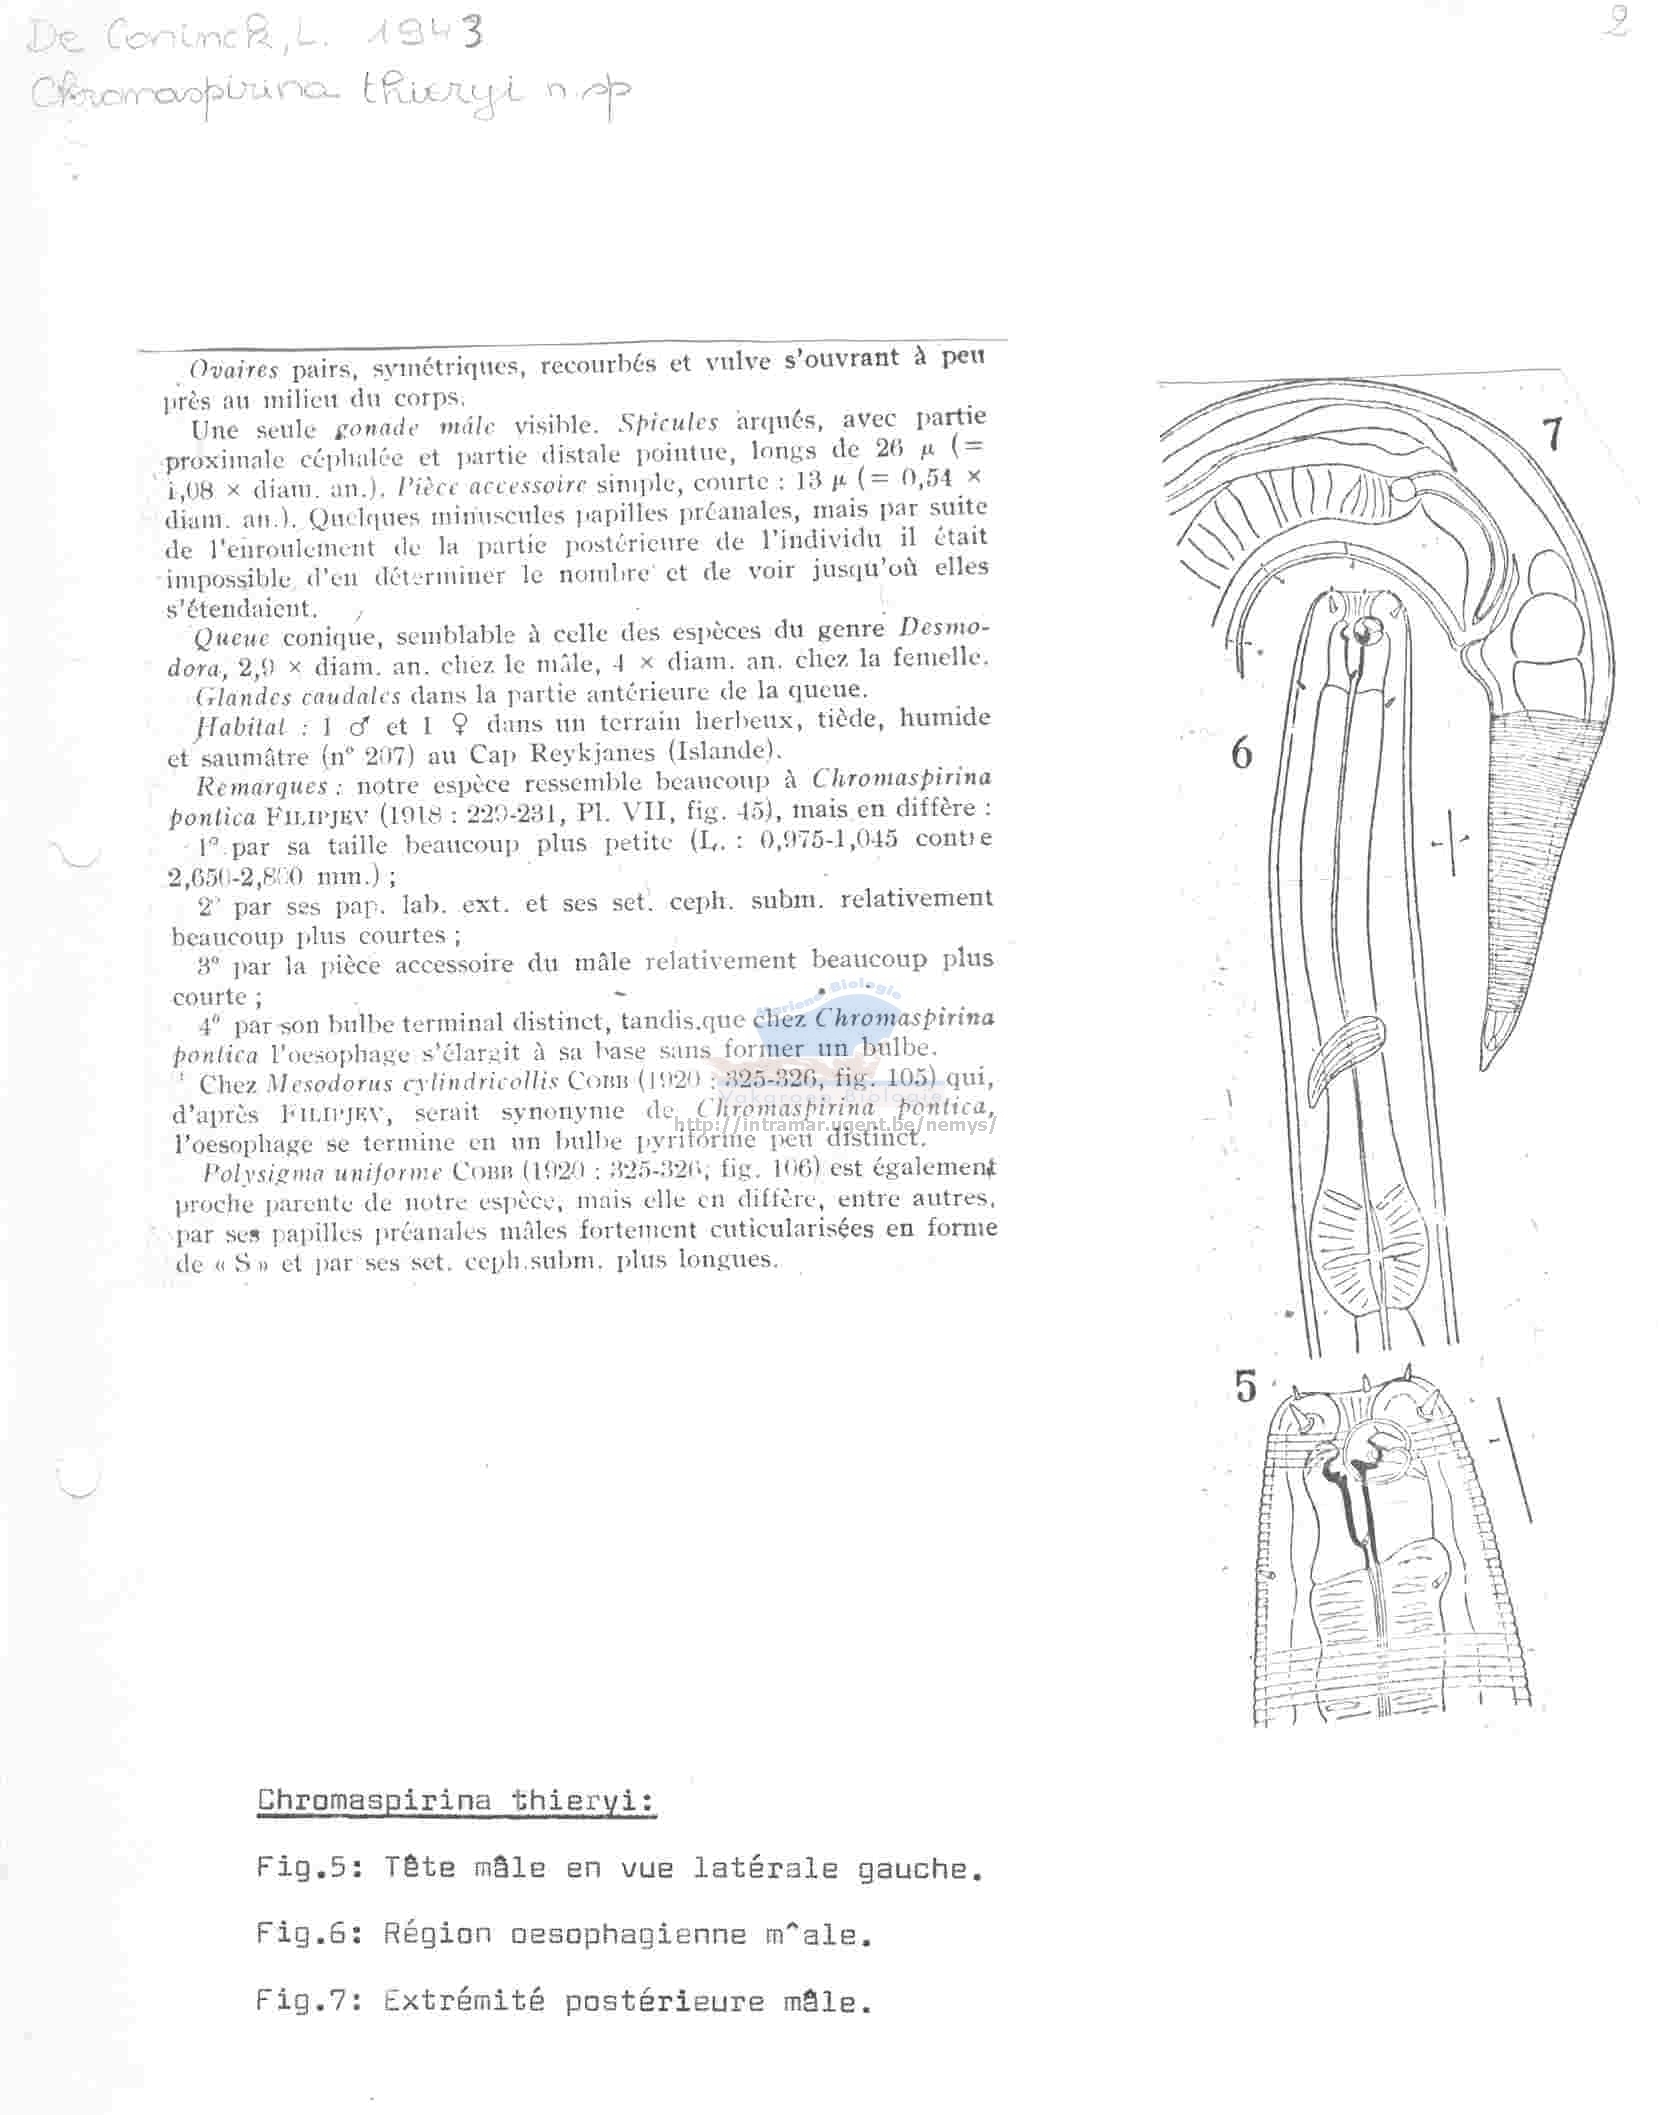 De Coninck, L. 1943
2
Chromaspirina thieryi n.sp
Ovaires pairs, symétriques, recourbés et vulve s'ouvrant à peu
près au milieu du corps.
Une seule gonade mâle visible. Spicules arqués, avec partie
proximale céphalée et partie distale pointue, longs de 26 µ (=
1,08 × diam. an.). Pièce accessoire simple, courte : 13 µ (= 0,54 ×
diam. an.). Quelques minuscules papilles préanales, mais par suite
de l'enroulement de la partie postérieure de l'individu il était
impossible d'en déterminer le nombre et de voir jusqu'où elles
s'étendaient.
Queue conique, semblable à celle des espèces du genre Desmo-
dora, 2,9 × diam. an. chez le mâle, 4 × diam. an. chez la femelle.
Glandes caudales dans la partie antérieure de la queue.
Habitat : 1 ♂ et 1 ♀ dans un terrain herbeux, tiède, humide
et saumâtre (n° 207) au Cap Reykjanes (Islande).
Remarques : notre espèce ressemble beaucoup à Chromaspirina
pontica FILIPJEV (1918 : 229-231, Pl. VII, fig. 45), mais en diffère :
1° par sa taille beaucoup plus petite (L. : 0,975-1,045 contre
2,650-2,800 mm.) ;
2° par ses pap. lab. ext. et ses set. ceph. subm. relativement
beaucoup plus courtes ;
3° par la pièce accessoire du mâle relativement beaucoup plus
courte ;
4° par son bulbe terminal distinct, tandis que chez Chromaspirina
pontica l'oesophage s'élargit à sa base sans former un bulbe.
Chez Mesodorus cylindricollis COBB (1920 : 325-326, fig. 105) qui,
d'après FILIPJEV, serait synonyme de Chromaspirina pontica,
l'oesophage se termine en un bulbe pyriforme peu distinct.
Polysigma uniforme COBB (1920 : 325-326, fig. 106) est également
proche parente de notre espèce, mais elle en diffère, entre autres,
par ses papilles préanales mâles fortement cuticularisées en forme
de « S » et par ses set. ceph.subm. plus longues.
Mariene Biologie
Vakgroep Biologie
http://intramar.ugent.be/nemys/
7
6
5
Chromaspirina thieryi:
Fig.5: Tête mâle en vue latérale gauche.
Fig.6: Région oesophagienne m^ale.
Fig.7: Extrémité postérieure mâle.